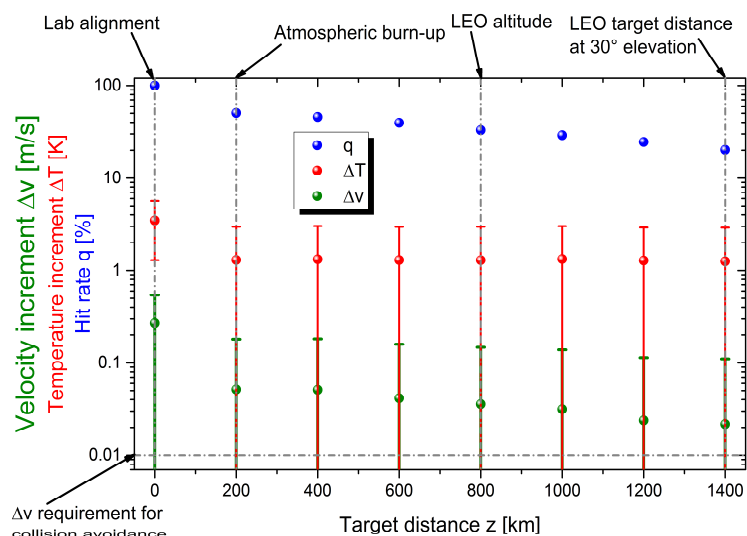 Lab alignment
Atmospheric burn-up
LEO altitude
LEO target distance
at 30° elevation
Velocity increment Δv [m/s]
Temperature increment ΔT [K]
Hit rate q [%]
100
10
1
0.1
0.01
q
ΔT
Δv
0 200 400 600 800 1000 1200 1400
Target distance z [km]
Δv requirement for
collision avoidance